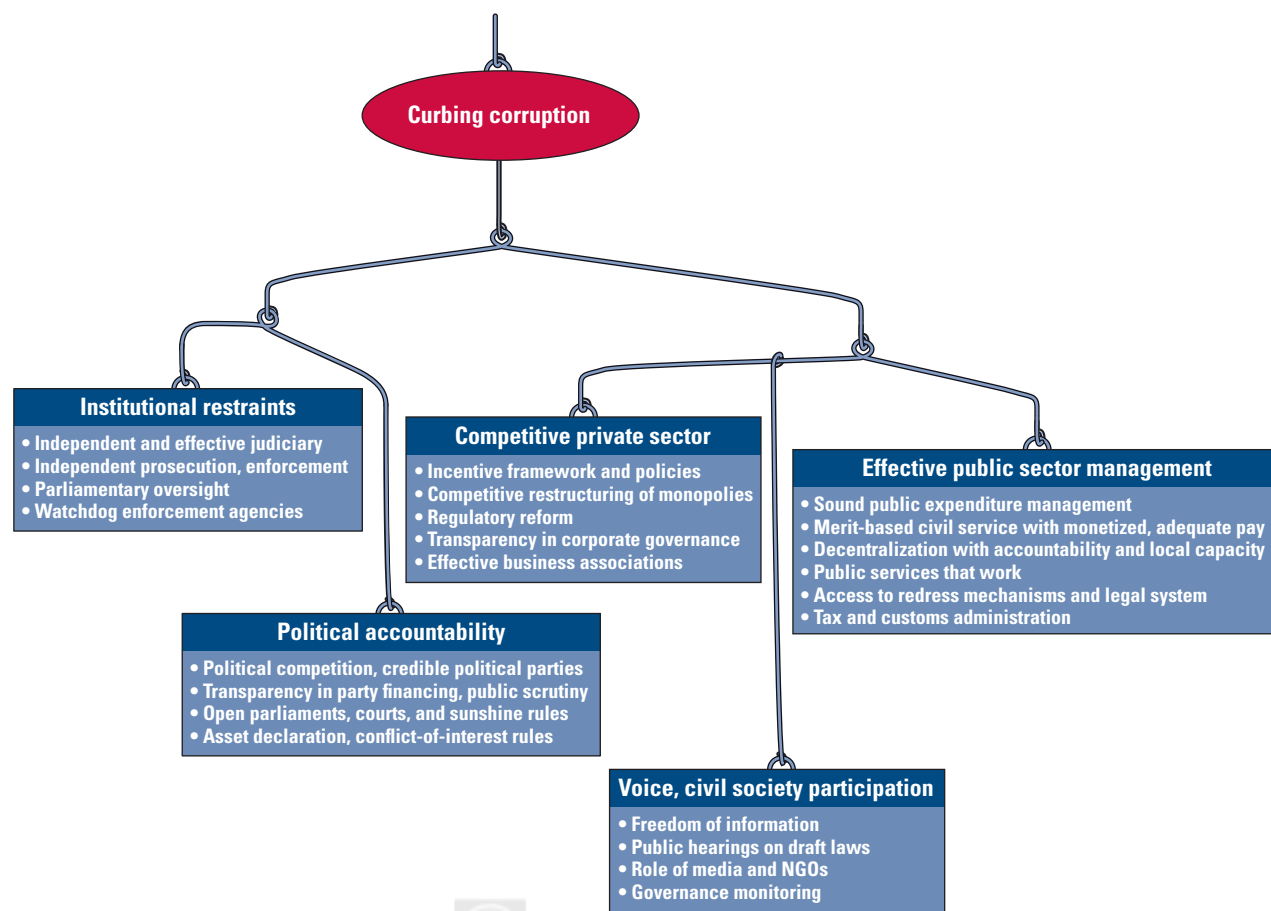 Curbing corruption
Institutional restraints
• Independent and effective judiciary
• Independent prosecution, enforcement
• Parliamentary oversight
• Watchdog enforcement agencies
Political accountability
• Political competition, credible political parties
• Transparency in party financing, public scrutiny
• Open parliaments, courts, and sunshine rules
• Asset declaration, conflict-of-interest rules
Competitive private sector
• Incentive framework and policies
• Competitive restructuring of monopolies
• Regulatory reform
• Transparency in corporate governance
• Effective business associations
Voice, civil society participation
• Freedom of information
• Public hearings on draft laws
• Role of media and NGOs
• Governance monitoring
Effective public sector management
• Sound public expenditure management
• Merit-based civil service with monetized, adequate pay
• Decentralization with accountability and local capacity
• Public services that work
• Access to redress mechanisms and legal system
• Tax and customs administration